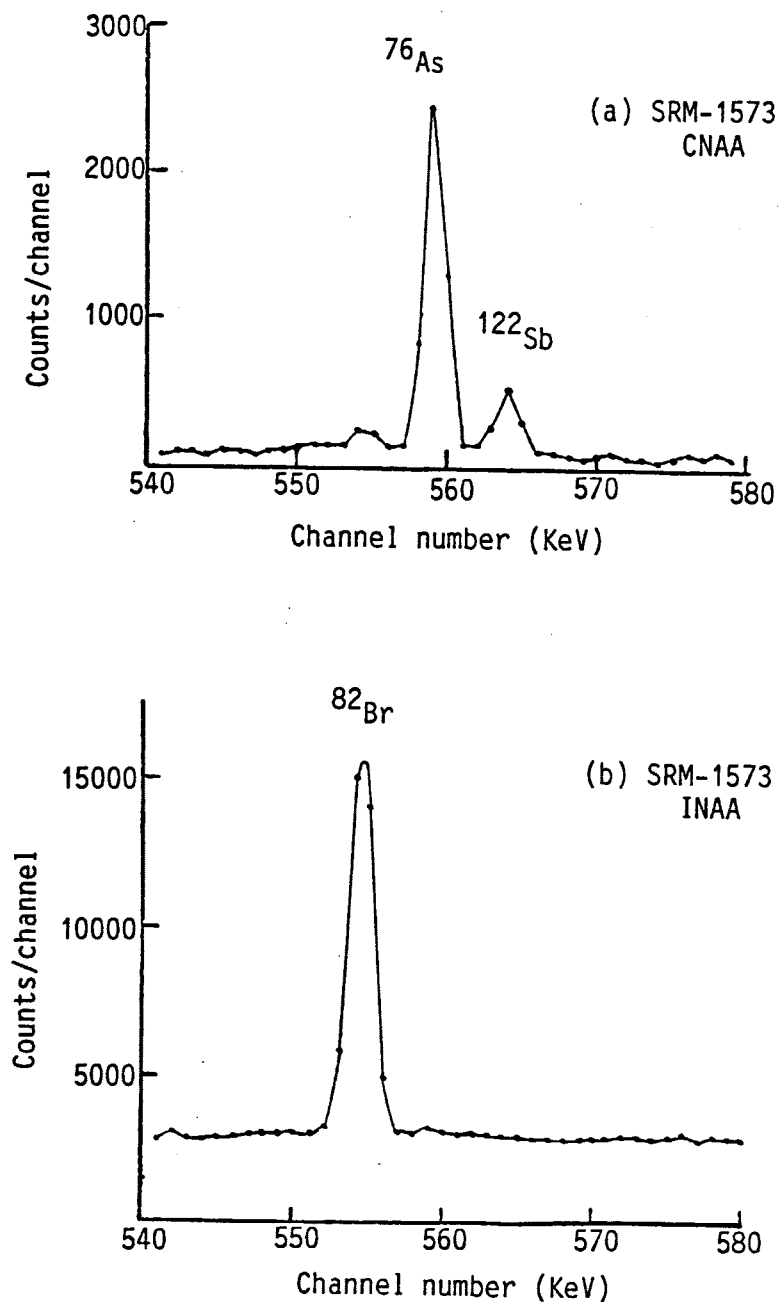 3000
76As
(a) SRM-1573
CNAA
2000
Counts/channel
1000
122Sb
540
550
560
570
580
Channel number (KeV)
82Br
(b) SRM-1573
INAA
15000
Counts/channel
10000
5000
0
540
550
560
570
580
Channel number (KeV)